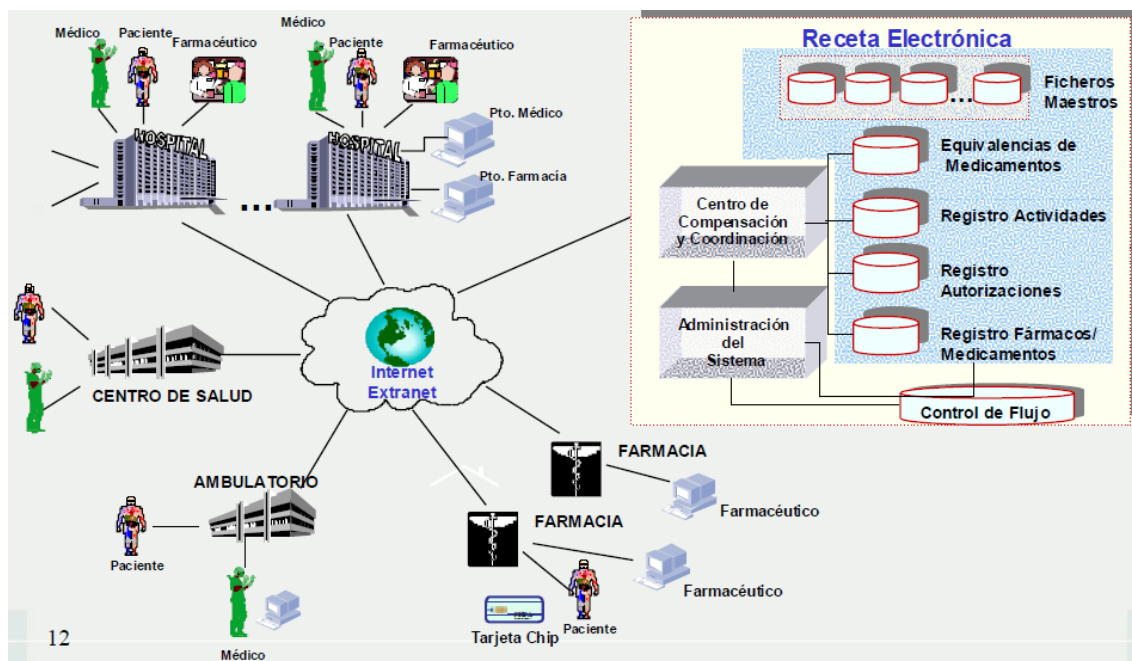 Médico
Paciente
Farmacéutico
HOSPITAL
...
Médico
Paciente
Farmacéutico
HOSPITAL
Pto. Médico
Pto. Farmacia
Receta Electrónica
...
Ficheros
Maestros
Equivalencias de
Medicamentos
Centro de
Compensación
y Coordinación
Registro Actividades
Registro
Autorizaciones
Administración
del
Sistema
Registro Fármacos/
Medicamentos
Control de Flujo
Internet
Extranet
CENTRO DE SALUD
AMBULATORIO
Paciente
Médico
FARMACIA
Farmacéutico
FARMACIA
Farmacéutico
Tarjeta Chip
Paciente
12